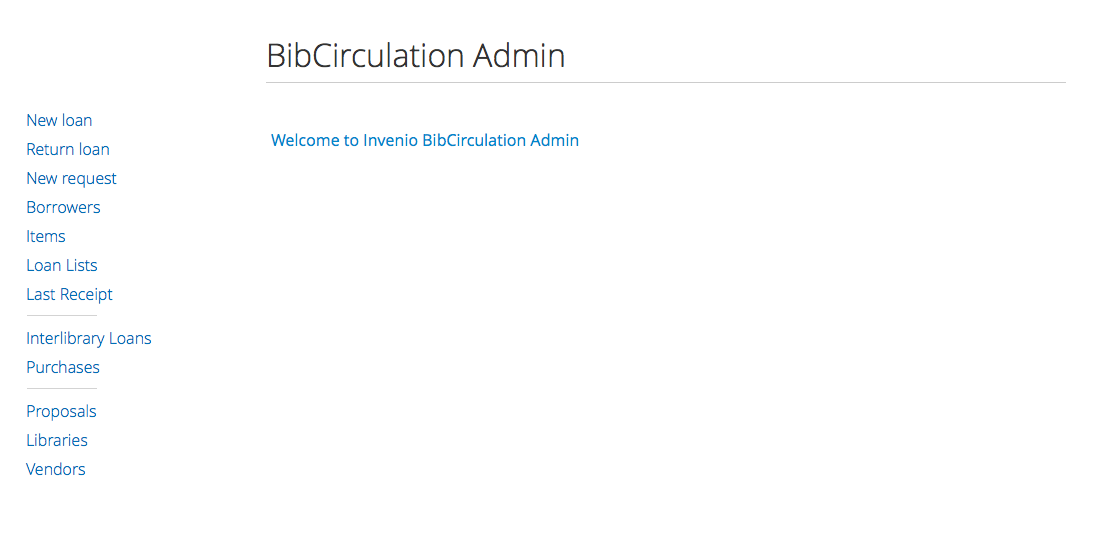 BibCirculation Admin
New loan
Welcome to Invenio BibCirculation Admin
Return loan
New request
Borrowers
Items
Loan Lists
Last Receipt
Interlibrary Loans
Purchases
Proposals
Libraries
Vendors